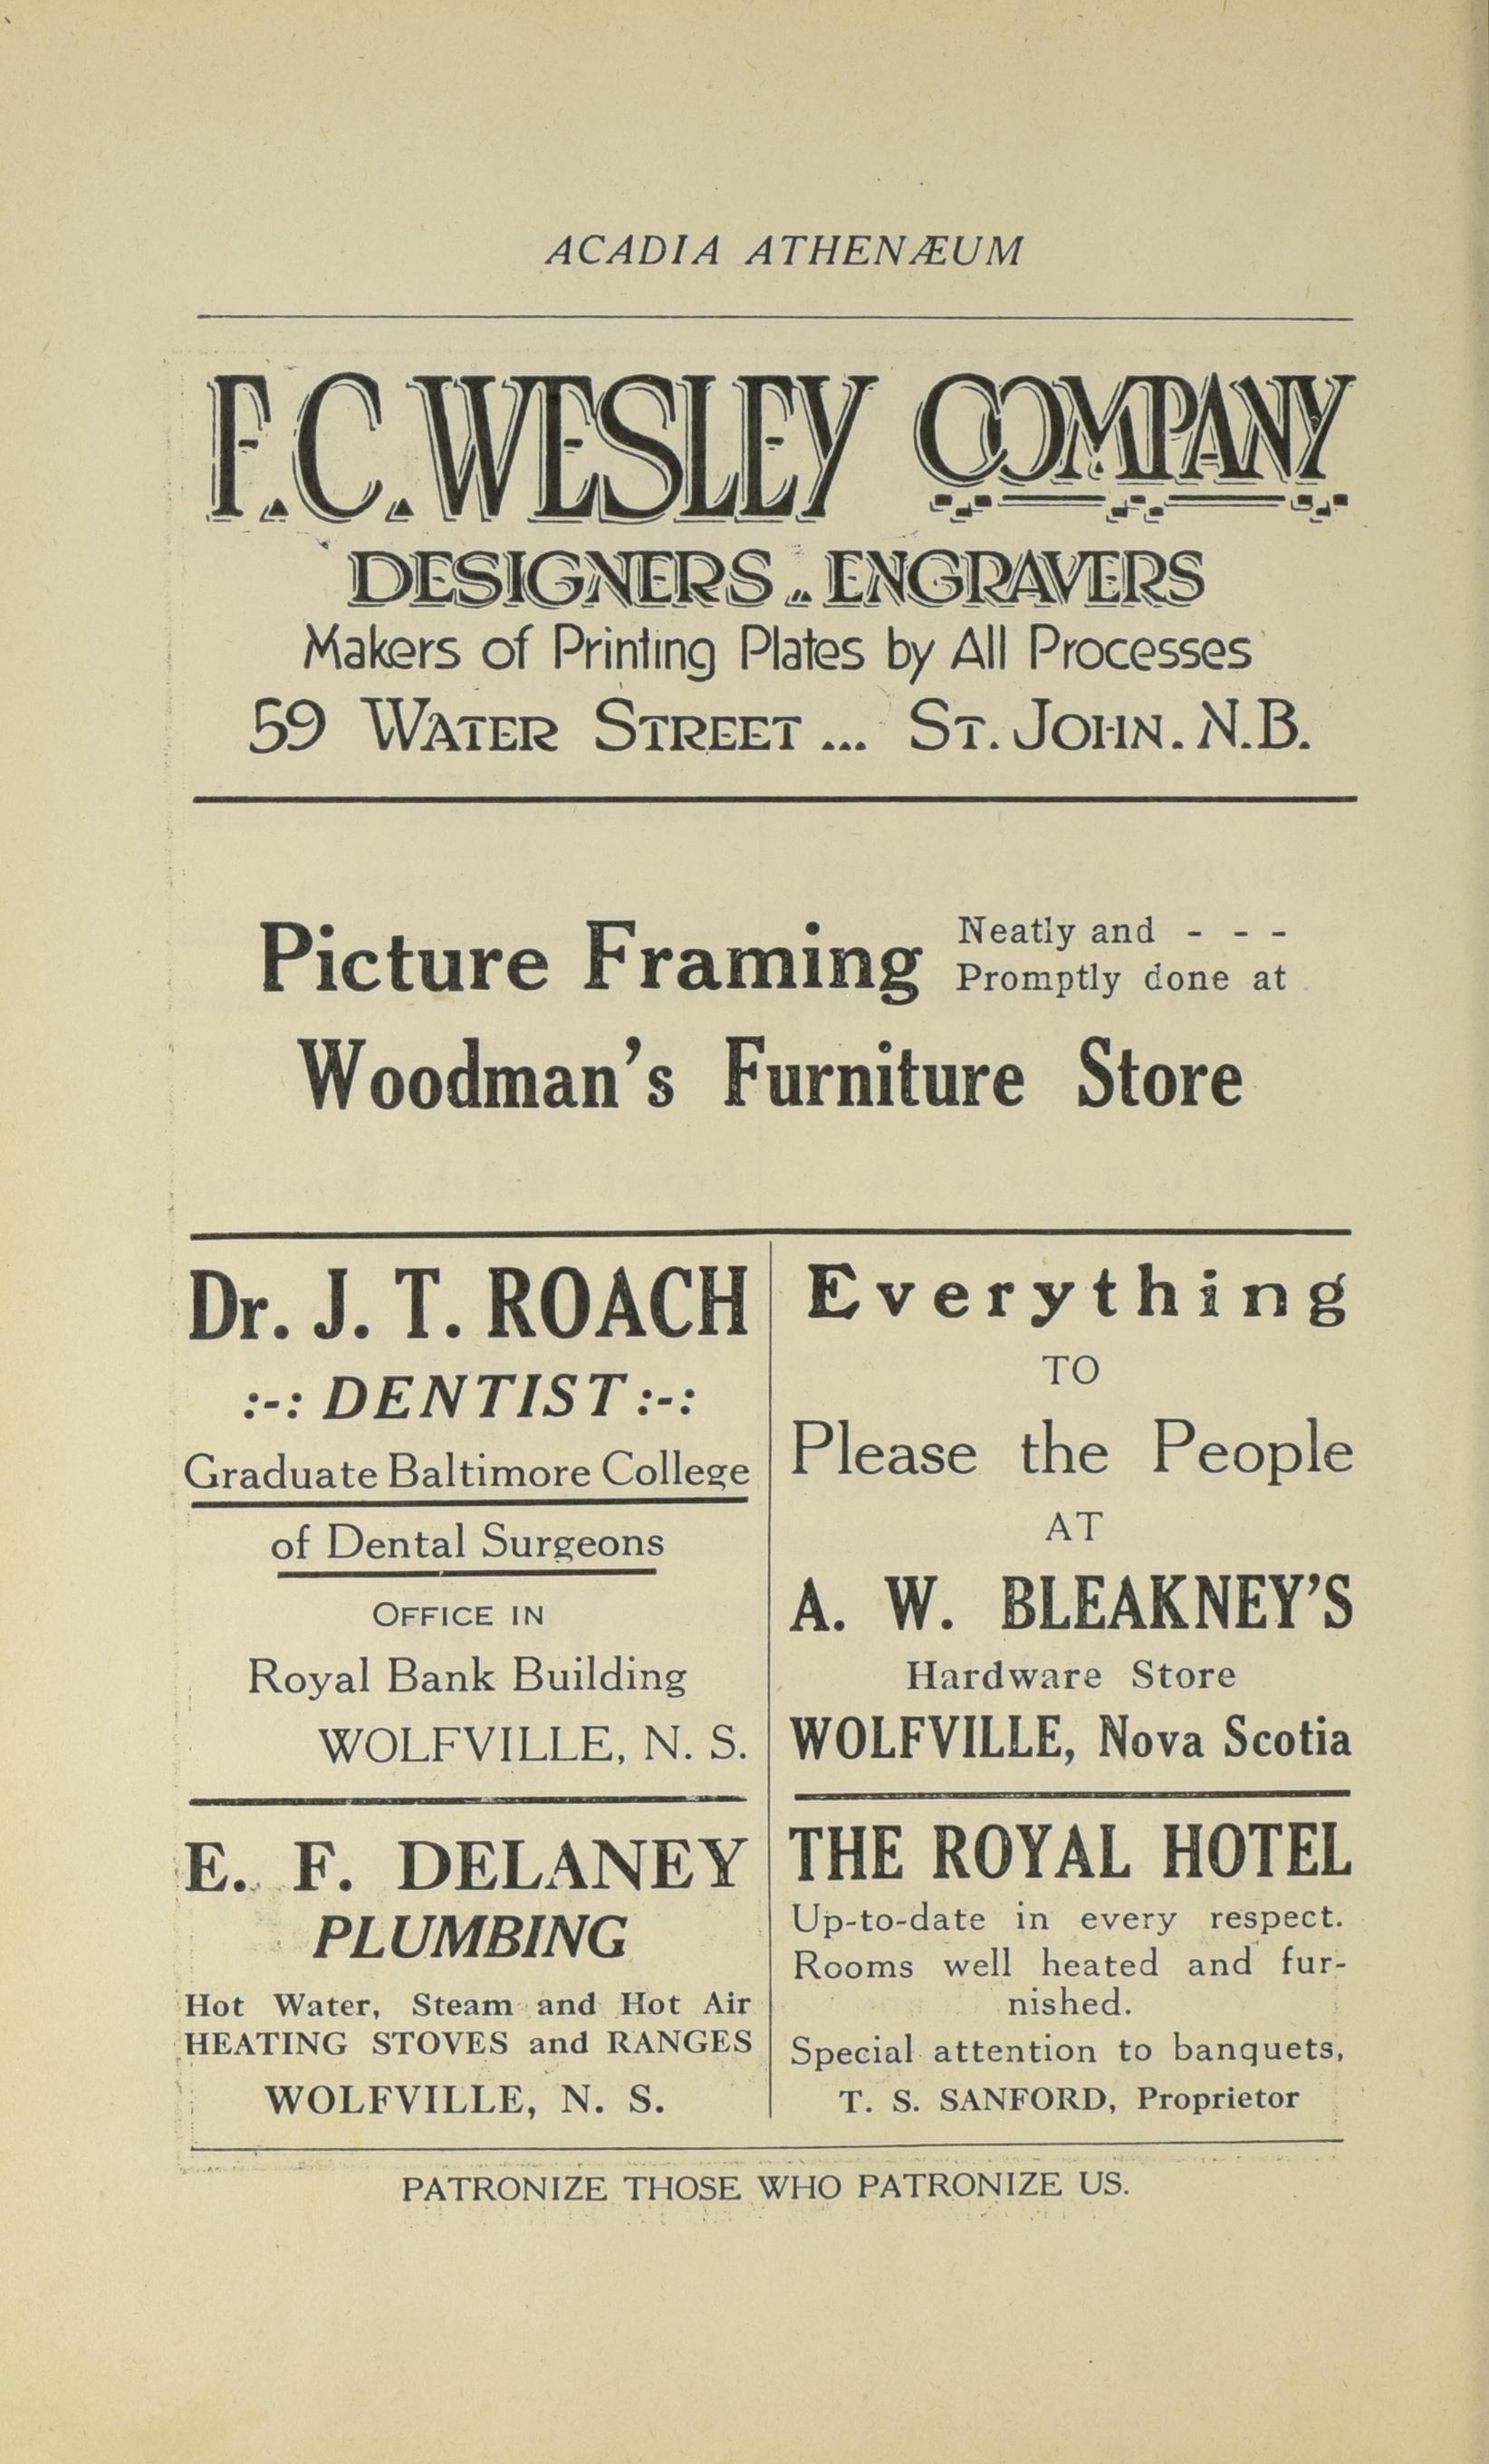 ACADIA ATHENÆUM
F.C. WESLEY COMPANY
DESIGNERS .. ENGRAVERS
Makers of Printing Plates by All Processes
59 WATER STREET ... ST. JOHN. N.B.
Picture Framing Neatly and - - -
Promptly done at
Woodman's Furniture Store
Dr. J. T. ROACH
:-: DENTIST :-:
Graduate Baltimore College
of Dental Surgeons
OFFICE IN
Royal Bank Building
WOLFVILLE, N. S.
Everything
TO
Please the People
AT
A. W. BLEAKNEY'S
Hardware Store
WOLFVILLE, Nova Scotia
E. F. DELANEY
PLUMBING
Hot Water, Steam and Hot Air
HEATING STOVES and RANGES
WOLFVILLE, N. S.
THE ROYAL HOTEL
Up-to-date in every respect.
Rooms well heated and fur-
nished.
Special attention to banquets,
T. S. SANFORD, Proprietor
PATRONIZE THOSE WHO PATRONIZE US.